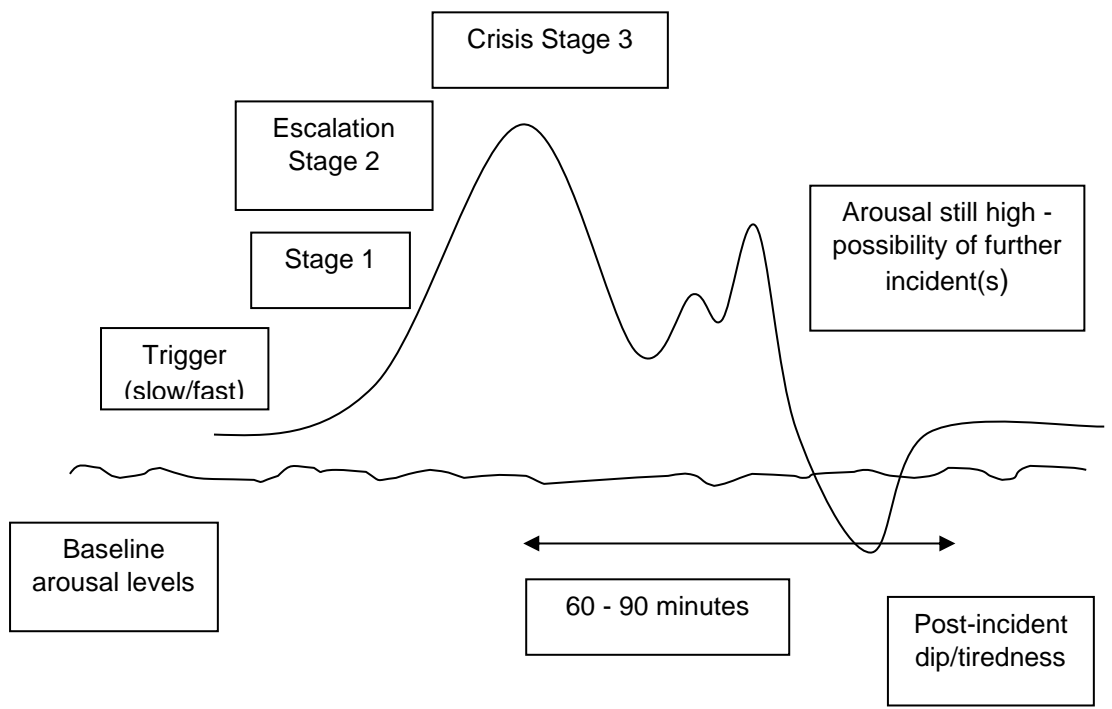 Crisis Stage 3
Escalation
Stage 2
Stage 1
Arousal still high -
possibility of further
incident(s)
Trigger
(slow/fast)
Baseline
arousal levels
60 - 90 minutes
Post-incident
dip/tiredness